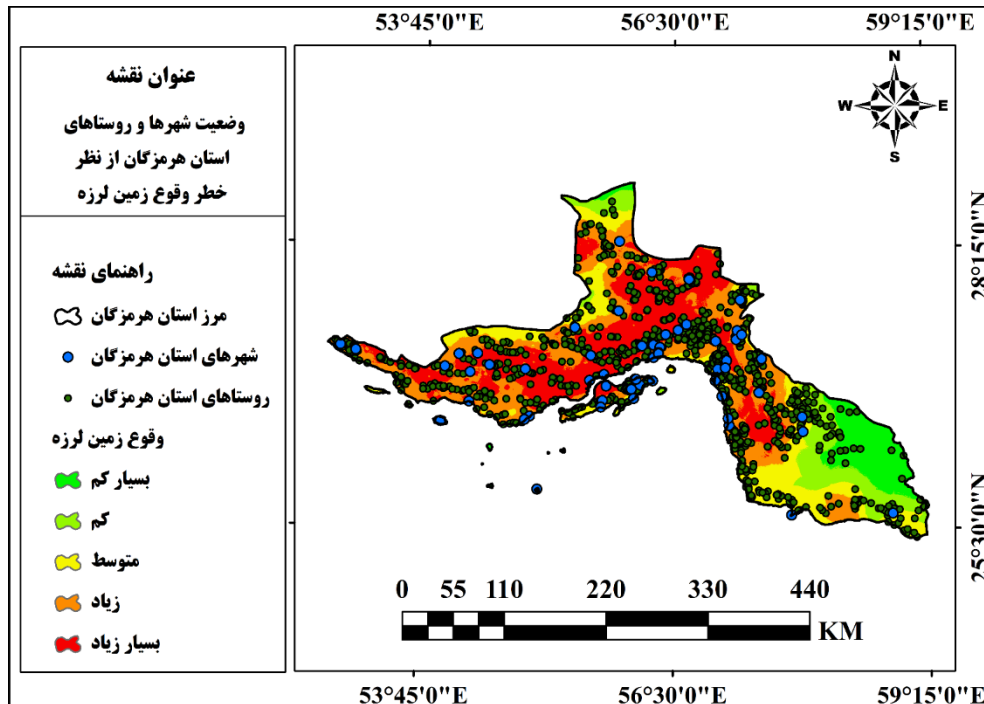 53°45'0"E 56°30'0"E 59°15'0"E
عنوان نقشه
وضعیت شهرها و روستاهای
استان هرمزگان از نظر
خطر وقوع زمین لرزه
راهنمای نقشه
مرز استان هرمزگان
شهرهای استان هرمزگان
روستاهای استان هرمزگان
وقوع زمین لرزه
بسیار کم
کم
متوسط
زیاد
بسیار زیاد
N
W E
S
28°15'0"N
25°30'0"N
0 55 110 220 330 440
KM
53°45'0"E 56°30'0"E 59°15'0"E